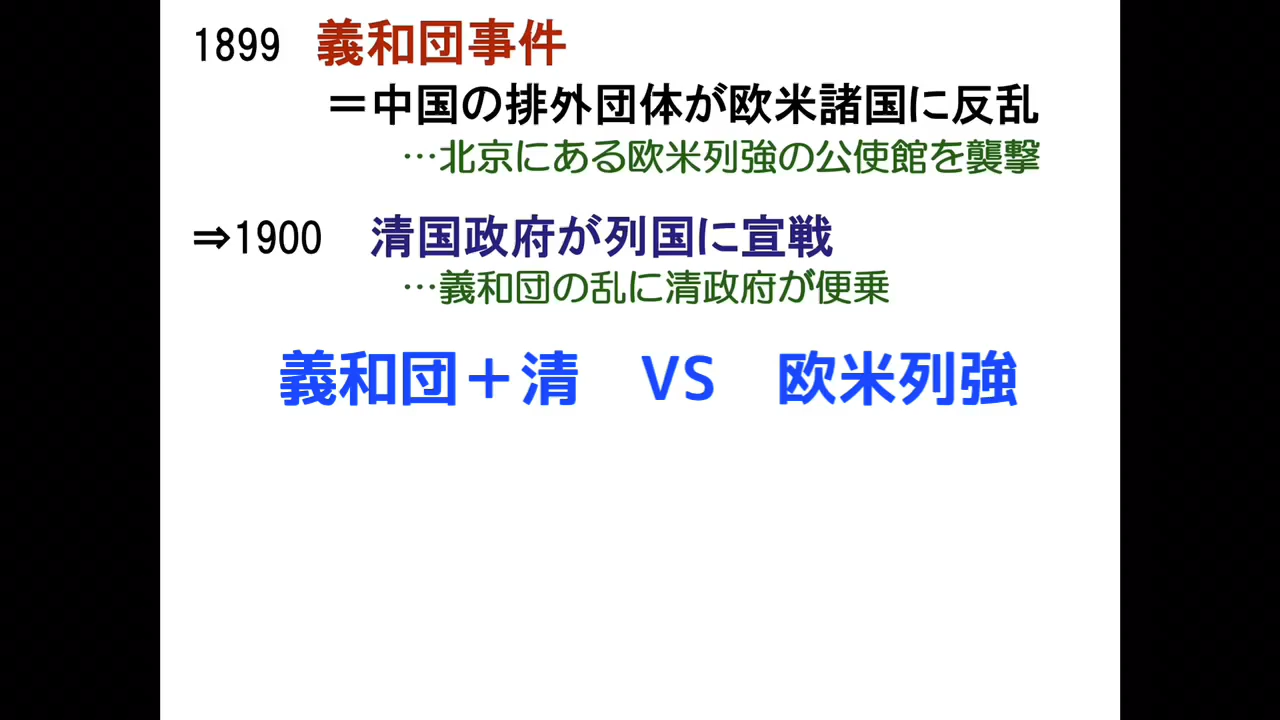 1899 義和団事件
＝中国の排外団体が欧米諸国に反乱
…北京にある欧米列強の公使館を襲撃
⇒1900 清国政府が列国に宣戦
…義和団の乱に清政府が便乗
義和団＋清 VS 欧米列強